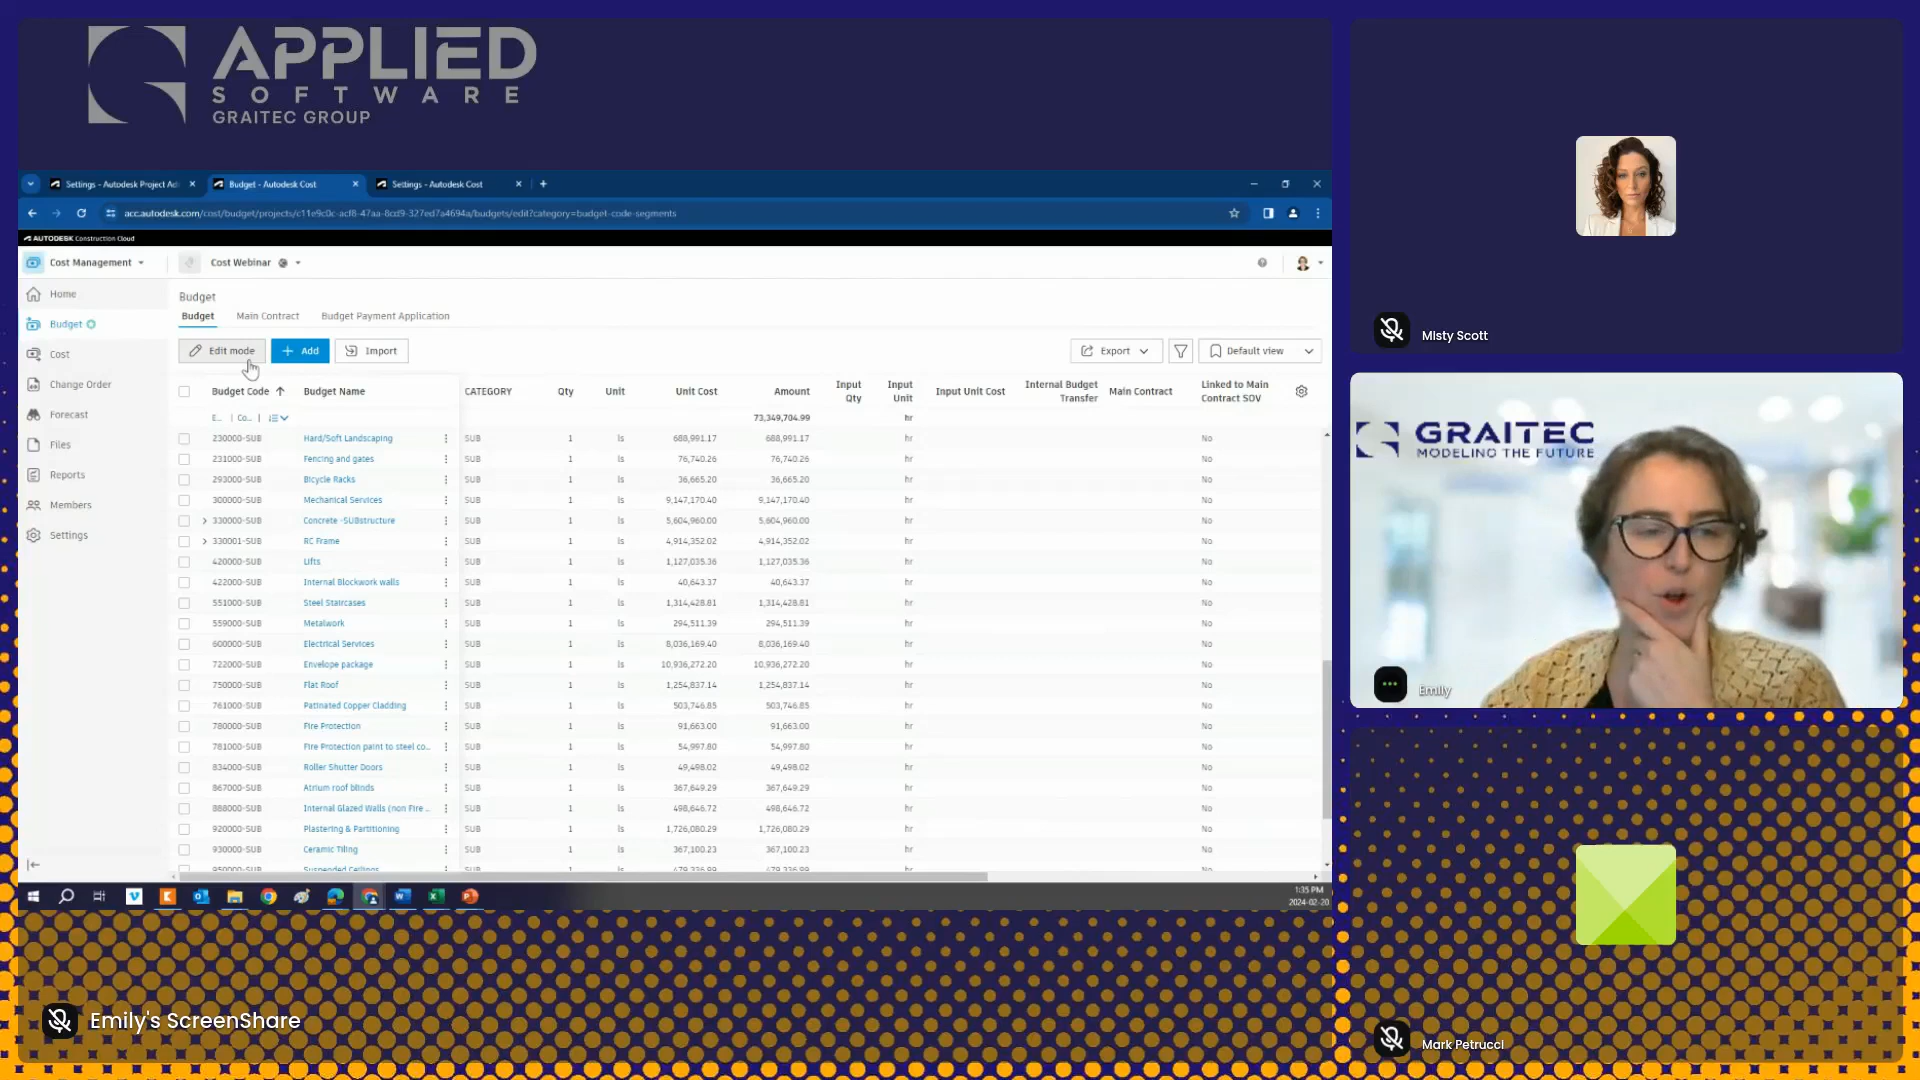 APPLIED
SOFTWARE
GRAITEC GROUP
Budget - Autodesk Cost
Settings - Autodesk Cost
acc.autodesk.com/cost/budget/projects/
AUTODESK Construction Cloud
Cost Management
Cost Webinar
Home
Budget
Cost
Change Order
Forecast
Files
Reports
Members
Settings
Budget
Budget Main Contract Budget Payment Application
Edit mode Add Import Export Default view
Budget Code Budget Name CATEGORY Qty Unit Unit Cost Amount Input Qty Input Unit Input Unit Cost Internal Budget Transfer Main Contract Linked to Main Contract SOV
E... | Co... | 73,349,704.99 hr
230000-SUB Hard/Soft Landscaping SUB 1 ls 688,991.17 688,991.17 hr No
231000-SUB Fencing and gates SUB 1 ls 76,740.26 76,740.26 hr No
293000-SUB Bicycle Racks SUB 1 ls 36,665.20 36,665.20 hr No
300000-SUB Mechanical Services SUB 1 ls 9,147,170.40 9,147,170.40 hr No
330000-SUB Concrete -SUBstructure SUB 1 ls 5,604,960.00 5,604,960.00 hr No
330001-SUB RC Frame SUB 1 ls 4,914,352.02 4,914,352.02 hr No
420000-SUB Lifts SUB 1 ls 1,127,035.36 1,127,035.36 hr No
422000-SUB Internal Blockwork walls SUB 1 ls 40,643.37 40,643.37 hr No
551000-SUB Steel Staircases SUB 1 ls 1,314,428.81 1,314,428.81 hr No
559000-SUB Metalwork SUB 1 ls 294,511.39 294,511.39 hr No
600000-SUB Electrical Services SUB 1 ls 8,036,169.40 8,036,169.40 hr No
722000-SUB Envelope package SUB 1 ls 10,936,272.20 10,936,272.20 hr No
750000-SUB Flat Roof SUB 1 ls 1,254,837.14 1,254,837.14 hr No
761000-SUB Patinated Copper Cladding SUB 1 ls 503,746.85 503,746.85 hr No
780000-SUB Fire Protection SUB 1 ls 91,663.00 91,663.00 hr No
781000-SUB Fire Protection paint to steel co... SUB 1 ls 54,997.80 54,997.80 hr No
834000-SUB Roller Shutter Doors SUB 1 ls 49,498.02 49,498.02 hr No
867000-SUB Atrium roof blinds SUB 1 ls 367,649.29 367,649.29 hr No
888000-SUB Internal Glazed Walls (non Fire ... SUB 1 ls 498,646.72 498,646.72 hr No
920000-SUB Plastering & Partitioning SUB 1 ls 1,726,080.29 1,726,080.29 hr No
930000-SUB Ceramic Tiling SUB 1 ls 367,100.23 367,100.23 hr No
1:35 PM
2024-02-20
Emily's ScreenShare
Misty Scott
GRAITEC
MODELING THE FUTURE
Emily
Mark Petrucci